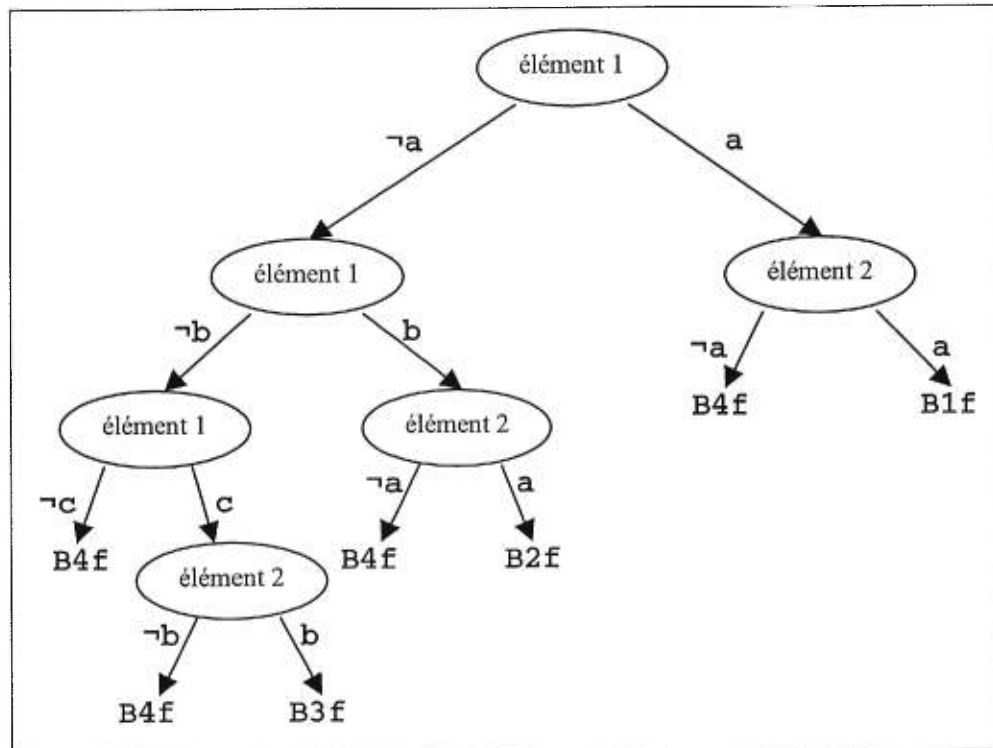 élément 1
¬a a
élément 1 élément 2
¬b b ¬a a
B4f B1f
élément 1 élément 2
¬c c ¬a a
B4f B4f B2f
élément 2
¬b b
B4f B3f